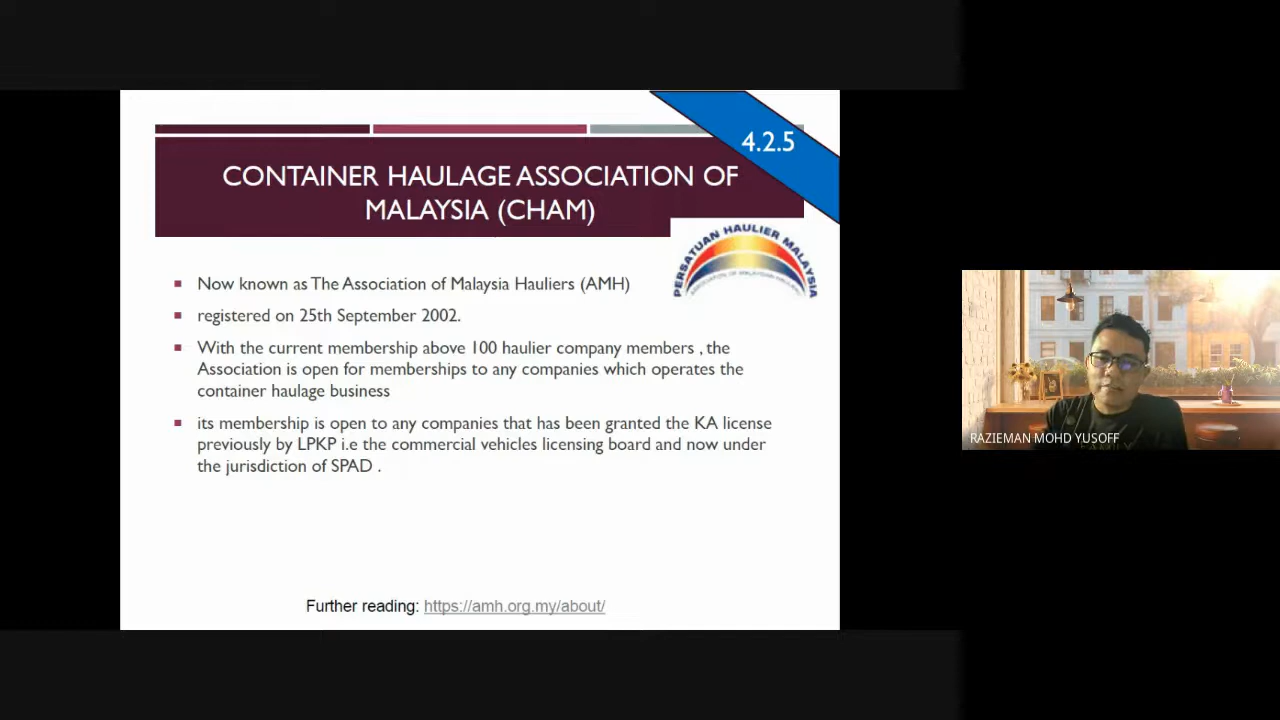 4.2.5
CONTAINER HAULAGE ASSOCIATION OF
MALAYSIA (CHAM)
PERSATUAN HAULIER MALAYSIA
ASSOCIATION OF MALAYSIAN HAULIERS
Now known as The Association of Malaysia Hauliers (AMH)
registered on 25th September 2002.
With the current membership above 100 haulier company members , the
Association is open for memberships to any companies which operates the
container haulage business
its membership is open to any companies that has been granted the KA license
previously by LPKP i.e the commercial vehicles licensing board and now under
the jurisdiction of SPAD .
Further reading: https://amh.org.my/about/
RAZIEMAN MOHD YUSOFF